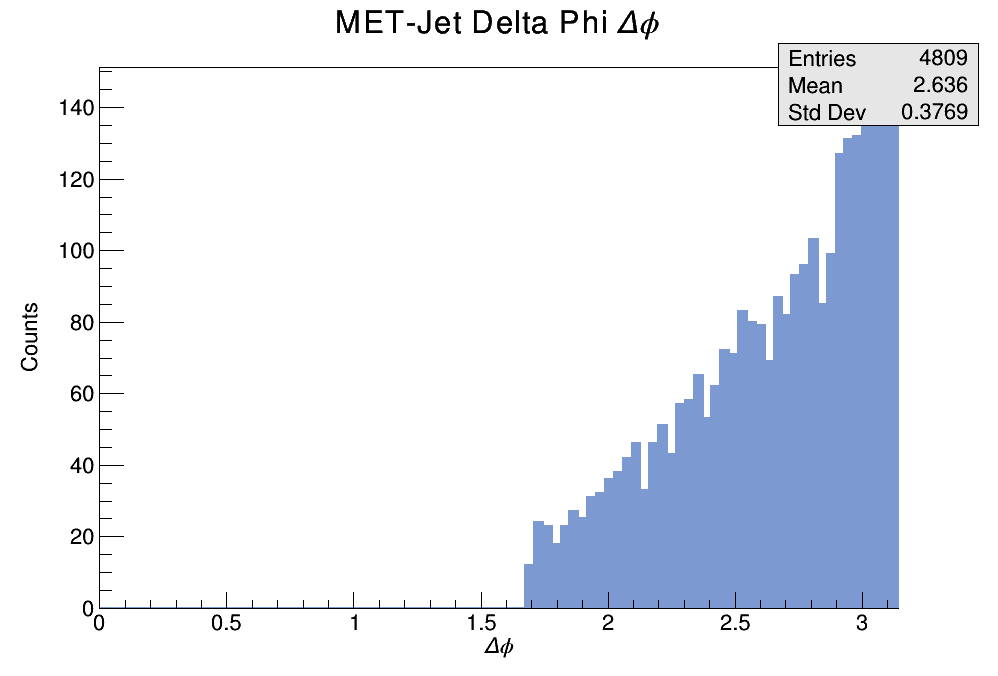 MET-Jet Delta Phi Δϕ
Entries 4809
Mean 2.636
Std Dev 0.3769
140
120
100
80
60
40
20
0
Counts
0 0.5 1 1.5 2 2.5 3
Δϕ